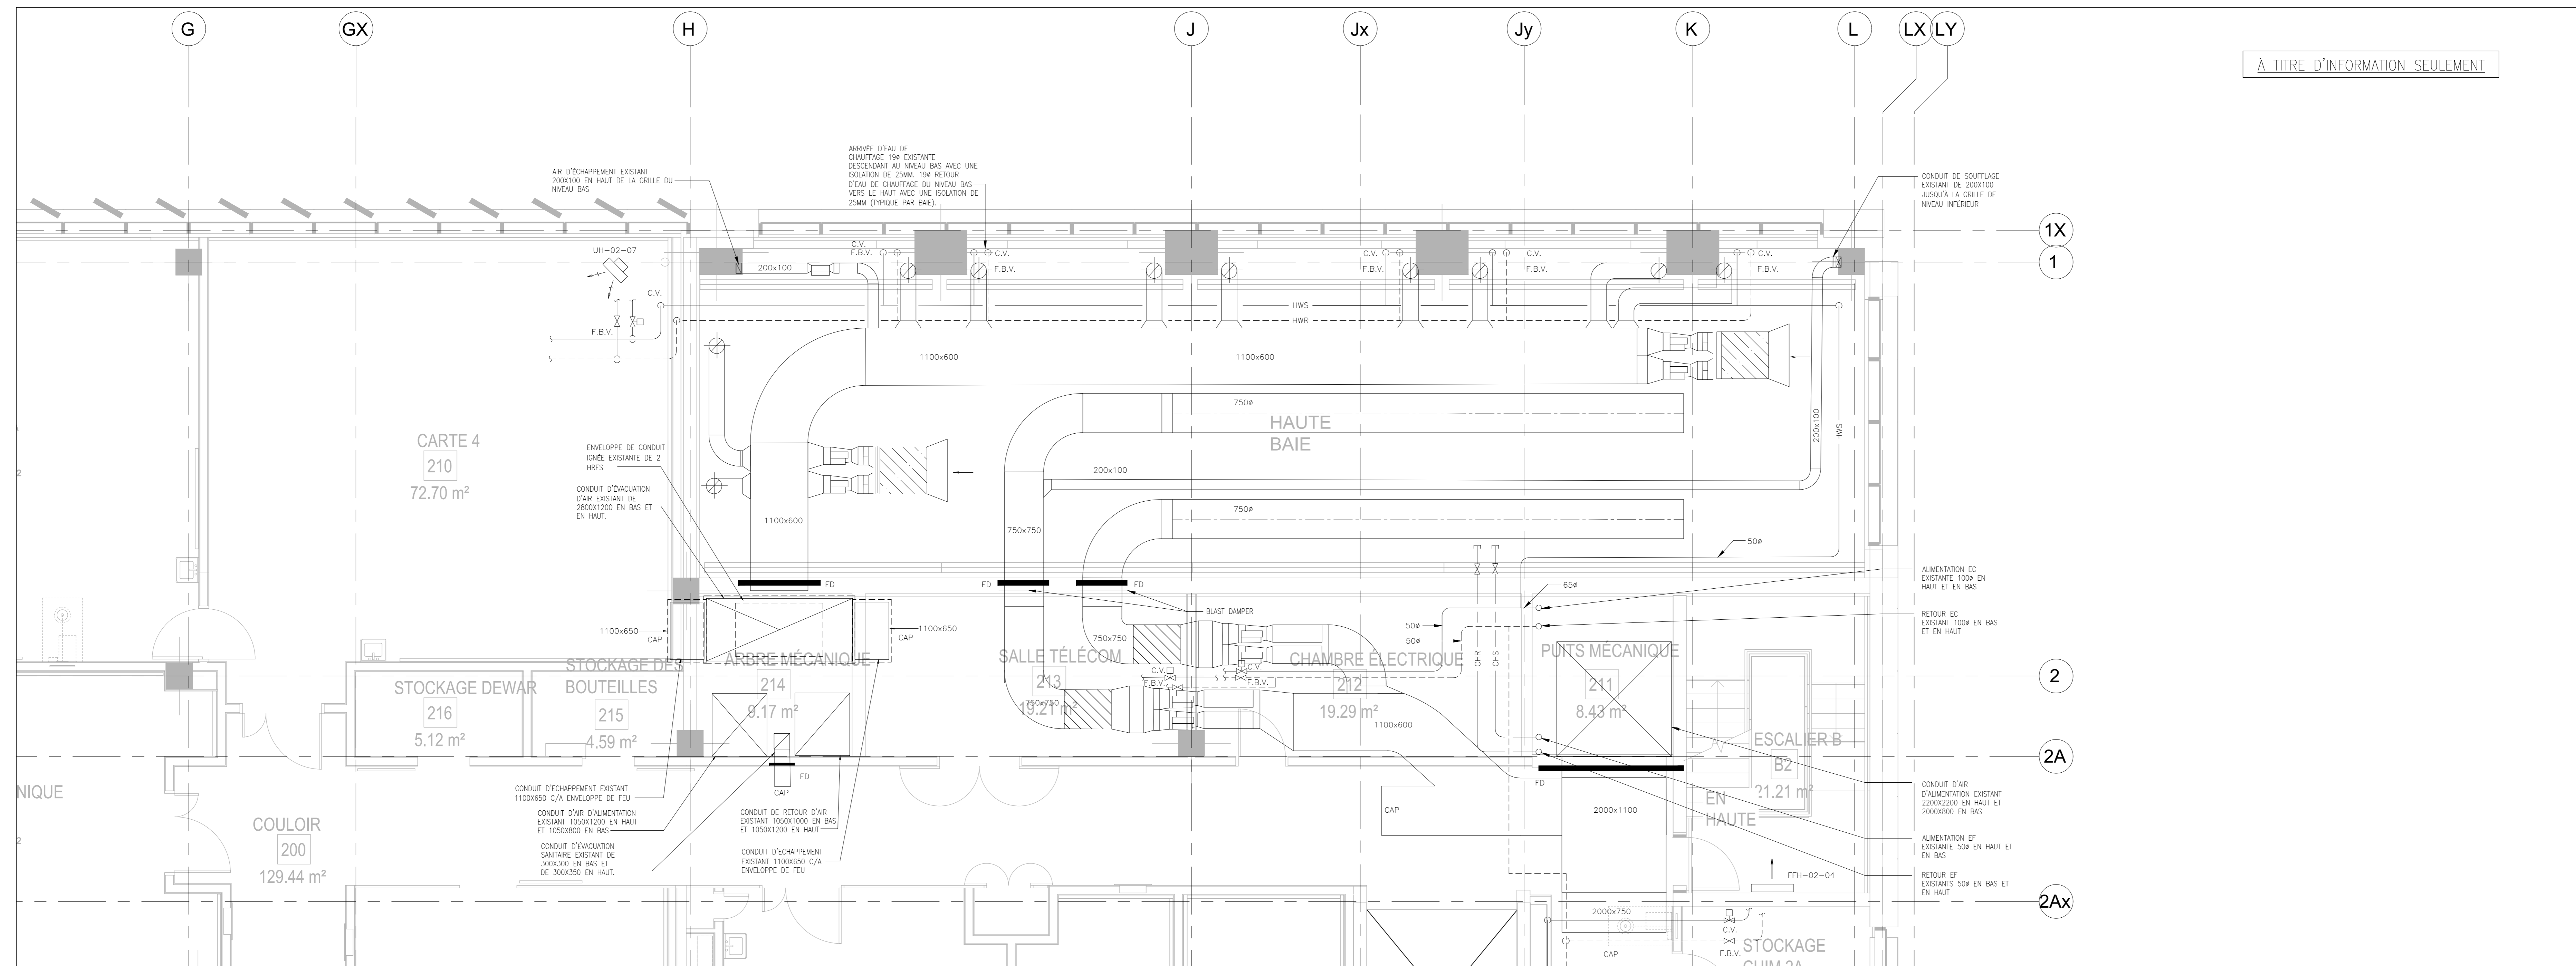 G
GX
H
J
Jx
Jy
K
L
LX
LY
À TITRE D'INFORMATION SEULEMENT
AIR D'ÉCHAPPEMENT EXISTANT
200X100 EN HAUT DE LA GRILLE DU
NIVEAU BAS
ARRIVÉE D'EAU DE
CHAUFFAGE 19ø EXISTANTE
DESCENDANT AU NIVEAU BAS AVEC UNE
ISOLATION DE 25MM. 19ø RETOUR
D'EAU DE CHAUFFAGE DU NIVEAU BAS
VERS LE HAUT AVEC UNE ISOLATION DE
25MM (TYPIQUE PAR BAIE).
CONDUIT DE SOUFFLAGE
EXISTANT DE 200X100
JUSQU'À LA GRILLE DE
NIVEAU INFÉRIEUR
1X
1
UH-02-07
C.V.
F.B.V.
200x100
C.V.
F.B.V.
C.V.
F.B.V.
C.V.
F.B.V.
C.V.
F.B.V.
C.V.
F.B.V.
HWS
HWR
1100x600
1100x600
750ø
HAUTE
BAIE
200x100
HWS
CARTE 4
210
72.70 m²
ENVELOPPE DE CONDUIT
IGNÉE EXISTANTE DE 2
HRES
CONDUIT D'ÉVACUATION
D'AIR EXISTANT DE
2800X1200 EN BAS ET
EN HAUT.
200x100
750ø
1100x600
750x750
50ø
FD
FD
FD
65ø
BLAST DAMPER
ALIMENTATION EC
EXISTANTE 100ø EN
HAUT ET EN BAS
RETOUR EC
EXISTANT 100ø EN BAS
ET EN HAUT
1100x650
CAP
1100x650
CAP
50ø
50ø
750x750
CHR
CHS
STOCKAGE DES
BOUTEILLES
215
4.59 m²
ARBRE MÉCANIQUE
214
9.17 m²
SALLE TÉLÉCOM
213
19.21 m²
C.V.
F.B.V.
C.V.
F.B.V.
CHAMBRE ÉLECTRIQUE
212
19.29 m²
PUITS MÉCANIQUE
211
8.43 m²
2
STOCKAGE DEWAR
216
5.12 m²
750x750
1100x600
ESCALIER B
B2
21.21 m²
2A
NIQUE
COULOIR
200
129.44 m²
CONDUIT D'ECHAPPEMENT EXISTANT
1100X650 C/A ENVELOPPE DE FEU
CONDUIT D'AIR D'ALIMENTATION
EXISTANT 1050X1200 EN HAUT
ET 1050X800 EN BAS
CONDUIT D'ÉVACUATION
SANITAIRE EXISTANT DE
300X300 EN BAS ET
DE 300X350 EN HAUT.
FD
CAP
CONDUIT DE RETOUR D'AIR
EXISTANT 1050X1000 EN BAS
ET 1050X1200 EN HAUT
CONDUIT D'ECHAPPEMENT
EXISTANT 1100X650 C/A
ENVELOPPE DE FEU
FD
CAP
2000x1100
EN
HAUTE
CONDUIT D'AIR
D'ALIMENTATION EXISTANT
2200X2200 EN HAUT ET
2000X800 EN BAS
ALIMENTATION EF
EXISTANTE 50ø EN HAUT ET
EN BAS
RETOUR EF
EXISTANTS 50ø EN BAS ET
EN HAUT
FFH-02-04
2Ax
2000x750
C.V.
F.B.V.
CAP
STOCKAGE